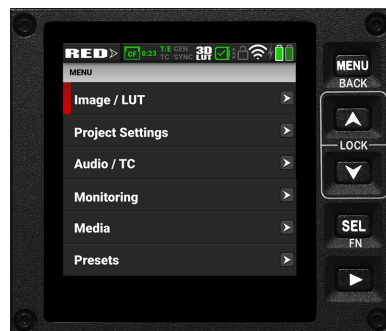 RED CF 0:23 T/E GEN 3D
TC SYNC LUT
MENU
Image / LUT
Project Settings
Audio / TC
Monitoring
Media
Presets
MENU
BACK
LOCK
SEL
FN